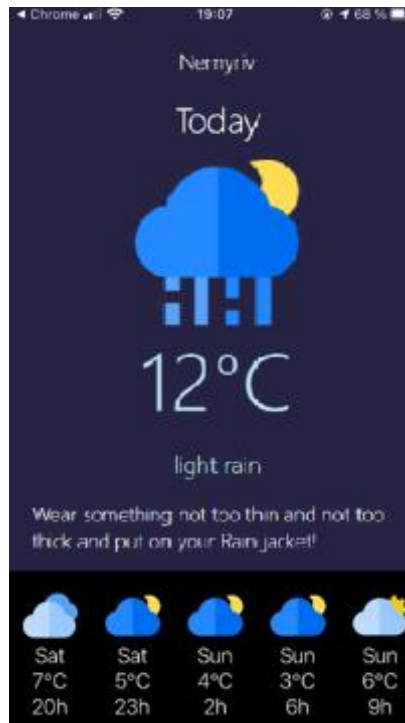 ◀ Chrome 19:07 68 %
Nemyriv
Today
12°C
light rain
Wear something not too thin and not too
thick and put on your Rain jacket!
Sat Sat Sun Sun Sun
7°C 5°C 4°C 3°C 6°C
20h 23h 2h 6h 9h